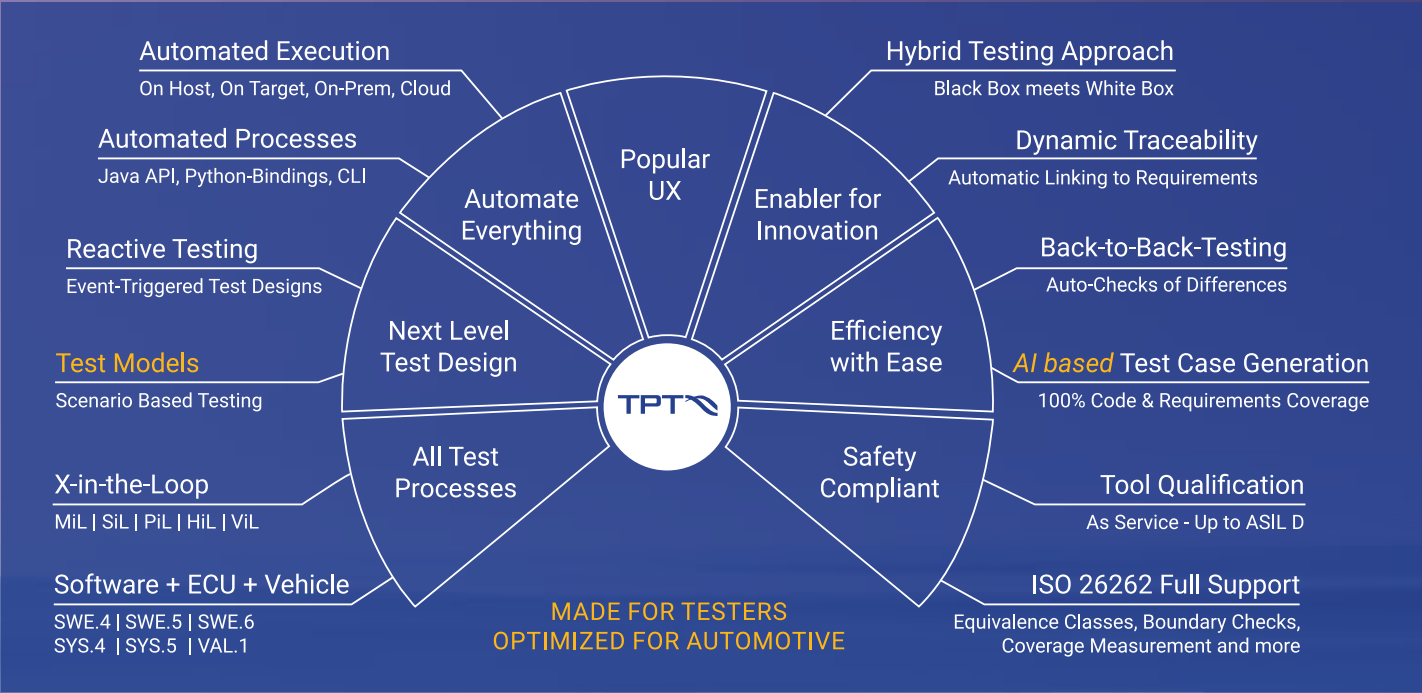 Automated Execution
On Host, On Target, On-Prem, Cloud
Automated Processes
Java API, Python-Bindings, CLI
Reactive Testing
Event-Triggered Test Designs
Test Models
Scenario Based Testing
X-in-the-Loop
MiL | SiL | PiL | HiL | ViL
Software + ECU + Vehicle
SWE.4 | SWE.5 | SWE.6
SYS.4 | SYS.5 | VAL.1
All Test
Processes
Next Level
Test Design
Automate
Everything
Popular
UX
Enabler for
Innovation
Efficiency
with Ease
Safety
Compliant
TPT
MADE FOR TESTERS
OPTIMIZED FOR AUTOMOTIVE
Hybrid Testing Approach
Black Box meets White Box
Dynamic Traceability
Automatic Linking to Requirements
Back-to-Back-Testing
Auto-Checks of Differences
AI based Test Case Generation
100% Code & Requirements Coverage
Tool Qualification
As Service - Up to ASIL D
ISO 26262 Full Support
Equivalence Classes, Boundary Checks,
Coverage Measurement and more